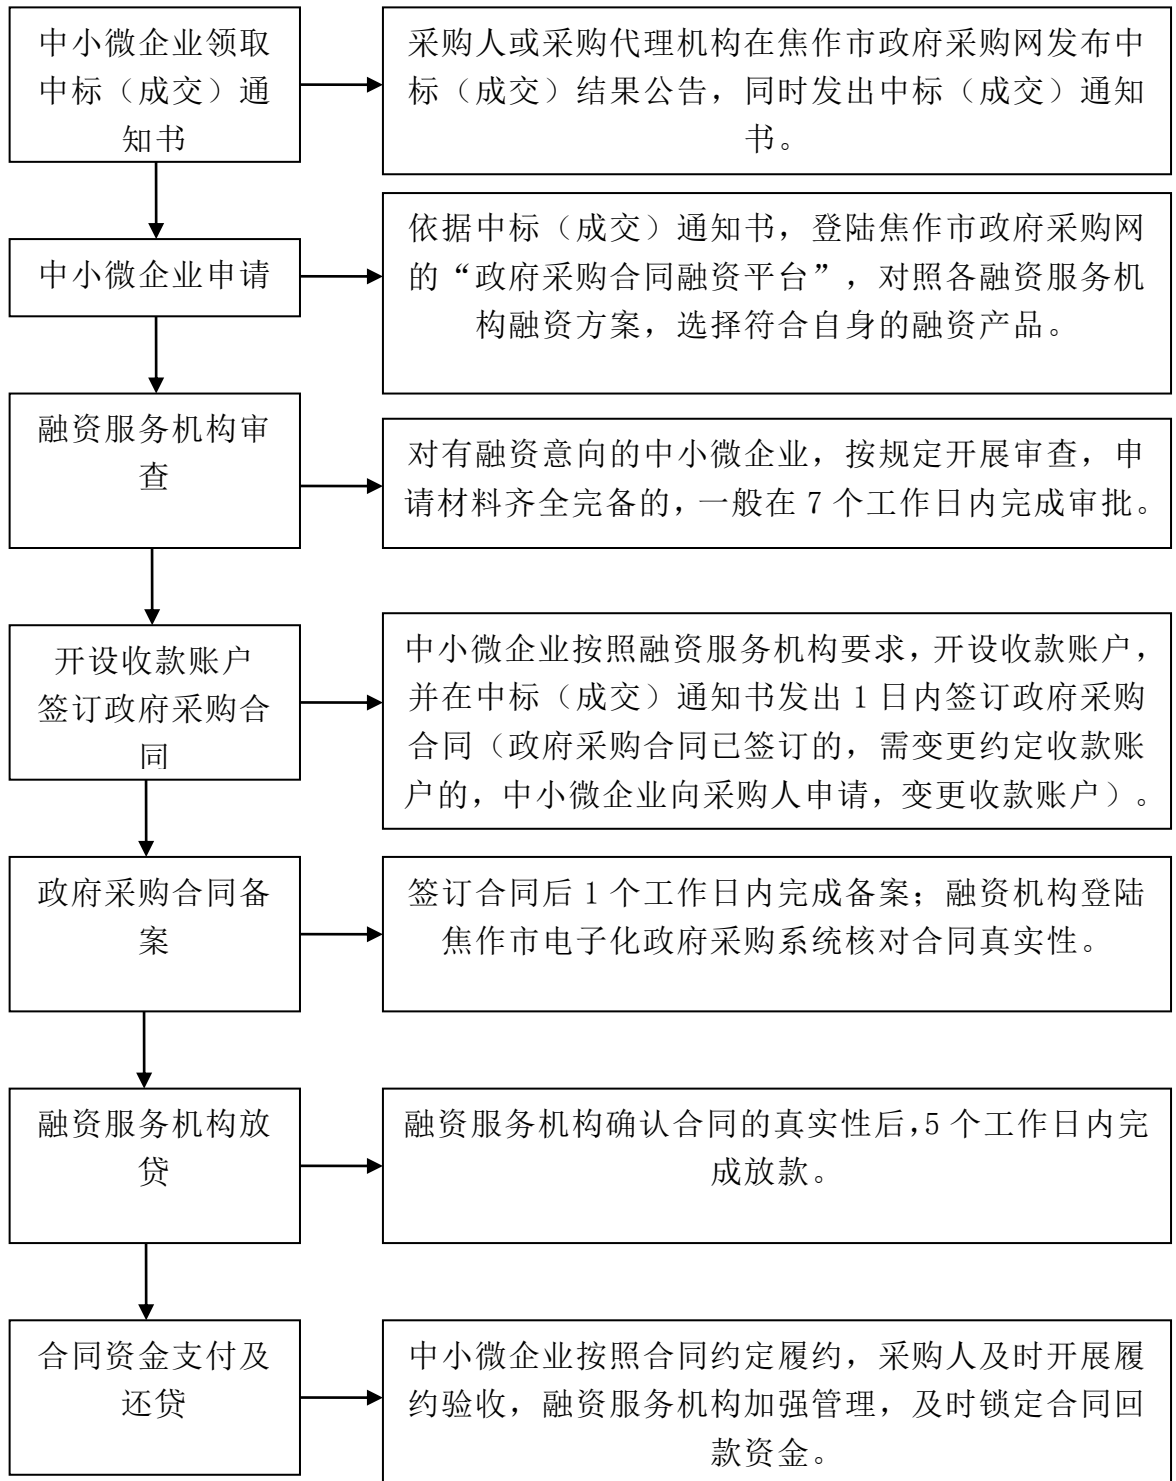 中小微企业领取
中标（成交）通
知书
采购人或采购代理机构在焦作市政府采购网发布中
标（成交）结果公告，同时发出中标（成交）通知
书。
中小微企业申请
依据中标（成交）通知书，登陆焦作市政府采购网
的“政府采购合同融资平台”，对照各融资服务机
构融资方案，选择符合自身的融资产品。
融资服务机构审
查
对有融资意向的中小微企业，按规定开展审查，申
请材料齐全完备的，一般在 7 个工作日内完成审批。
开设收款账户
签订政府采购合
同
中小微企业按照融资服务机构要求，开设收款账户，
并在中标（成交）通知书发出 1 日内签订政府采购
合同（政府采购合同已签订的，需变更约定收款账
户的，中小微企业向采购人申请，变更收款账户）。
政府采购合同备
案
签订合同后 1 个工作日内完成备案；融资机构登陆
焦作市电子化政府采购系统核对合同真实性。
融资服务机构放
贷
融资服务机构确认合同的真实性后，5 个工作日内完
成放款。
合同资金支付及
还贷
中小微企业按照合同约定履约，采购人及时开展履
约验收，融资服务机构加强管理，及时锁定合同回
款资金。